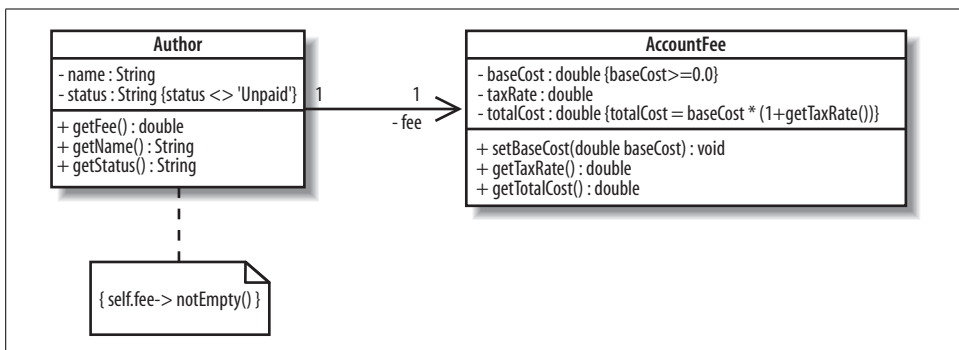 Author
- name : String
- status : String {status <> 'Unpaid'}
+ getFee() : double
+ getName() : String
+ getStatus() : String
1
1
- fee
AccountFee
- baseCost : double {baseCost>=0.0}
- taxRate : double
- totalCost : double {totalCost = baseCost * (1+getTaxRate())}
+ setBaseCost(double baseCost) : void
+ getTaxRate() : double
+ getTotalCost() : double
{ self.fee-> notEmpty() }